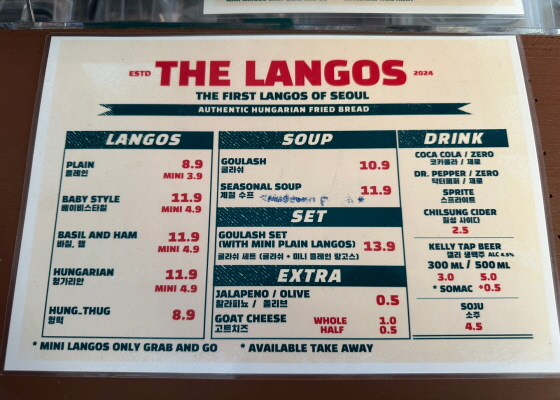 ESTD THE LANGOS 2024
THE FIRST LANGOS OF SEOUL
AUTHENTIC HUNGARIAN FRIED BREAD
LANGOS
PLAIN 8.9
플레인 MINI 3.9
BABY STYLE 11.9
베이비스타일 MINI 4.9
BASIL AND HAM 11.9
바질, 햄 MINI 4.9
HUNGARIAN 11.9
헝가리안 MINI 4.9
HUNG-THUG 8.9
헝턱
SOUP
GOULASH 10.9
굴라쉬
SEASONAL SOUP 11.9
계절 수프
SET
GOULASH SET
(WITH MINI PLAIN LANGOS) 13.9
굴라쉬 세트 (굴라쉬 + 미니 플레인 랑고스)
EXTRA
JALAPENO / OLIVE 0.5
할라피뇨 / 올리브
GOAT CHEESE WHOLE 1.0
고트치즈 HALF 0.5
DRINK
COCA COLA / ZERO
코카콜라 / 제로
DR. PEPPER / ZERO
닥터페퍼 / 제로
SPRITE
스프라이트
CHILSUNG CIDER
칠성 사이다
2.5
KELLY TAP BEER
켈리 생맥주 ALC 4.5%
300 ML / 500 ML
3.0 5.0
* SOMAC +0.5
SOJU
소주
4.5
* MINI LANGOS ONLY GRAB AND GO * AVAILABLE TAKE AWAY